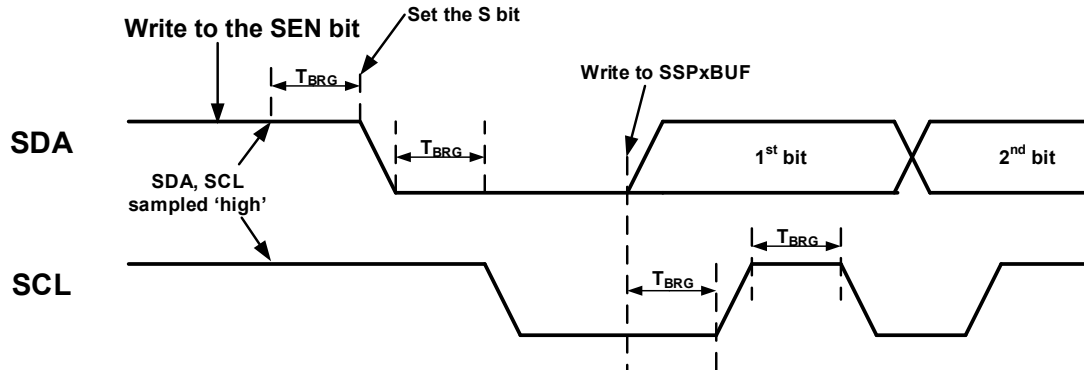 Set the S bit
Write to the SEN bit
TBRG
Write to SSPxBUF
SDA
TBRG
1st bit
2nd bit
SDA, SCL
sampled ‘high’
TBRG
SCL
TBRG